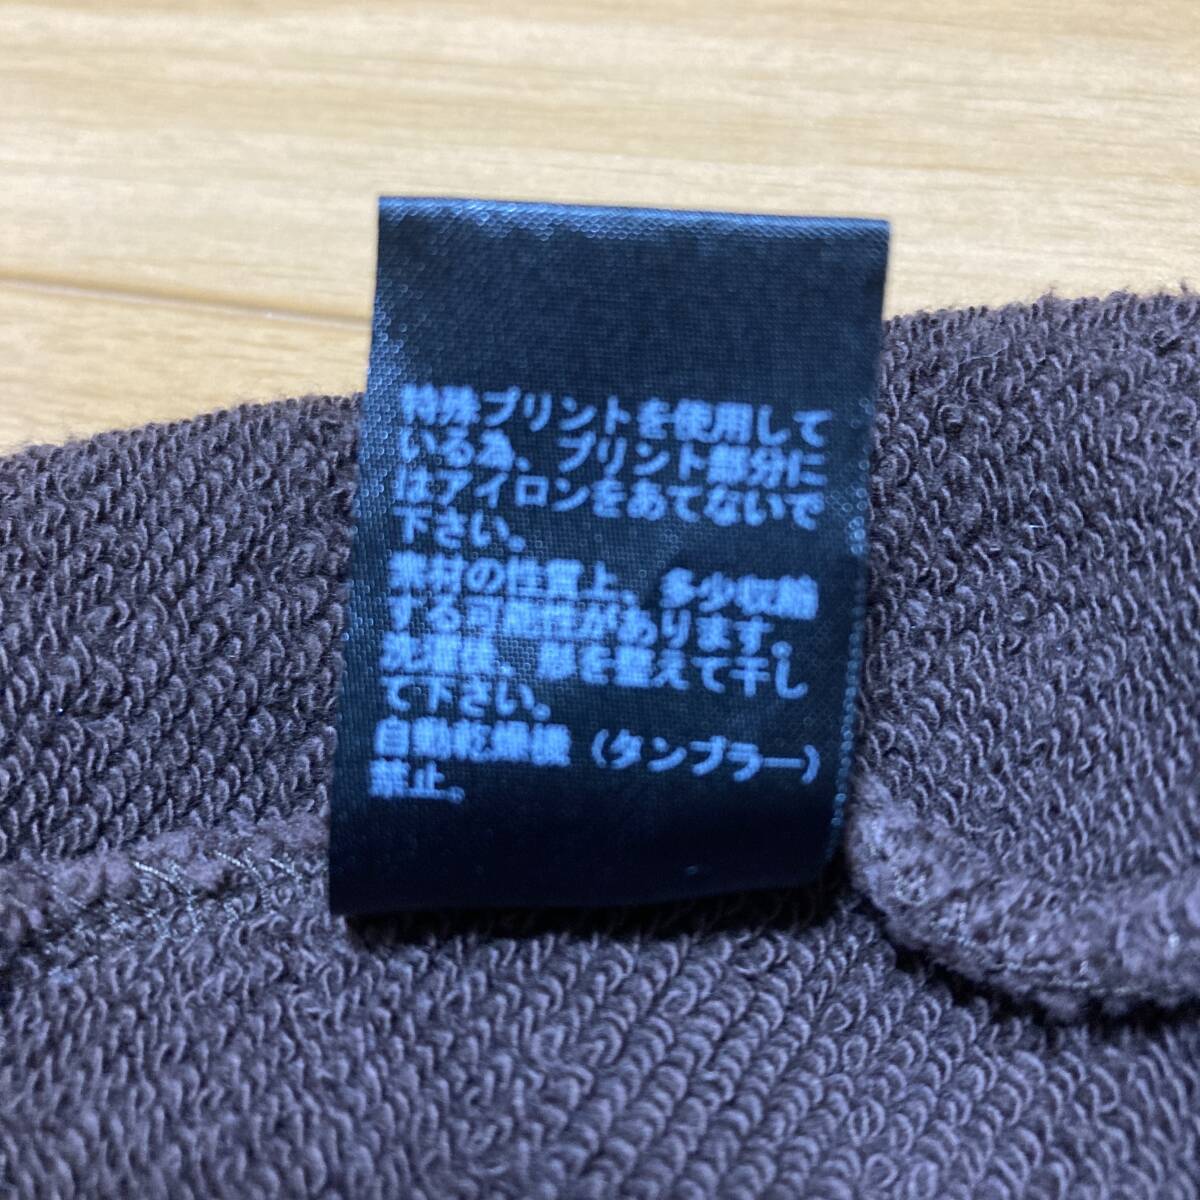 特殊プリントを使用して
いる為、プリント部分に
はアイロンをあてないで
下さい。
素材の性質上、多少収縮
する可能性があります。
洗濯後、形を整えて干し
て下さい。
自動乾燥機（タンブラー）
禁止。